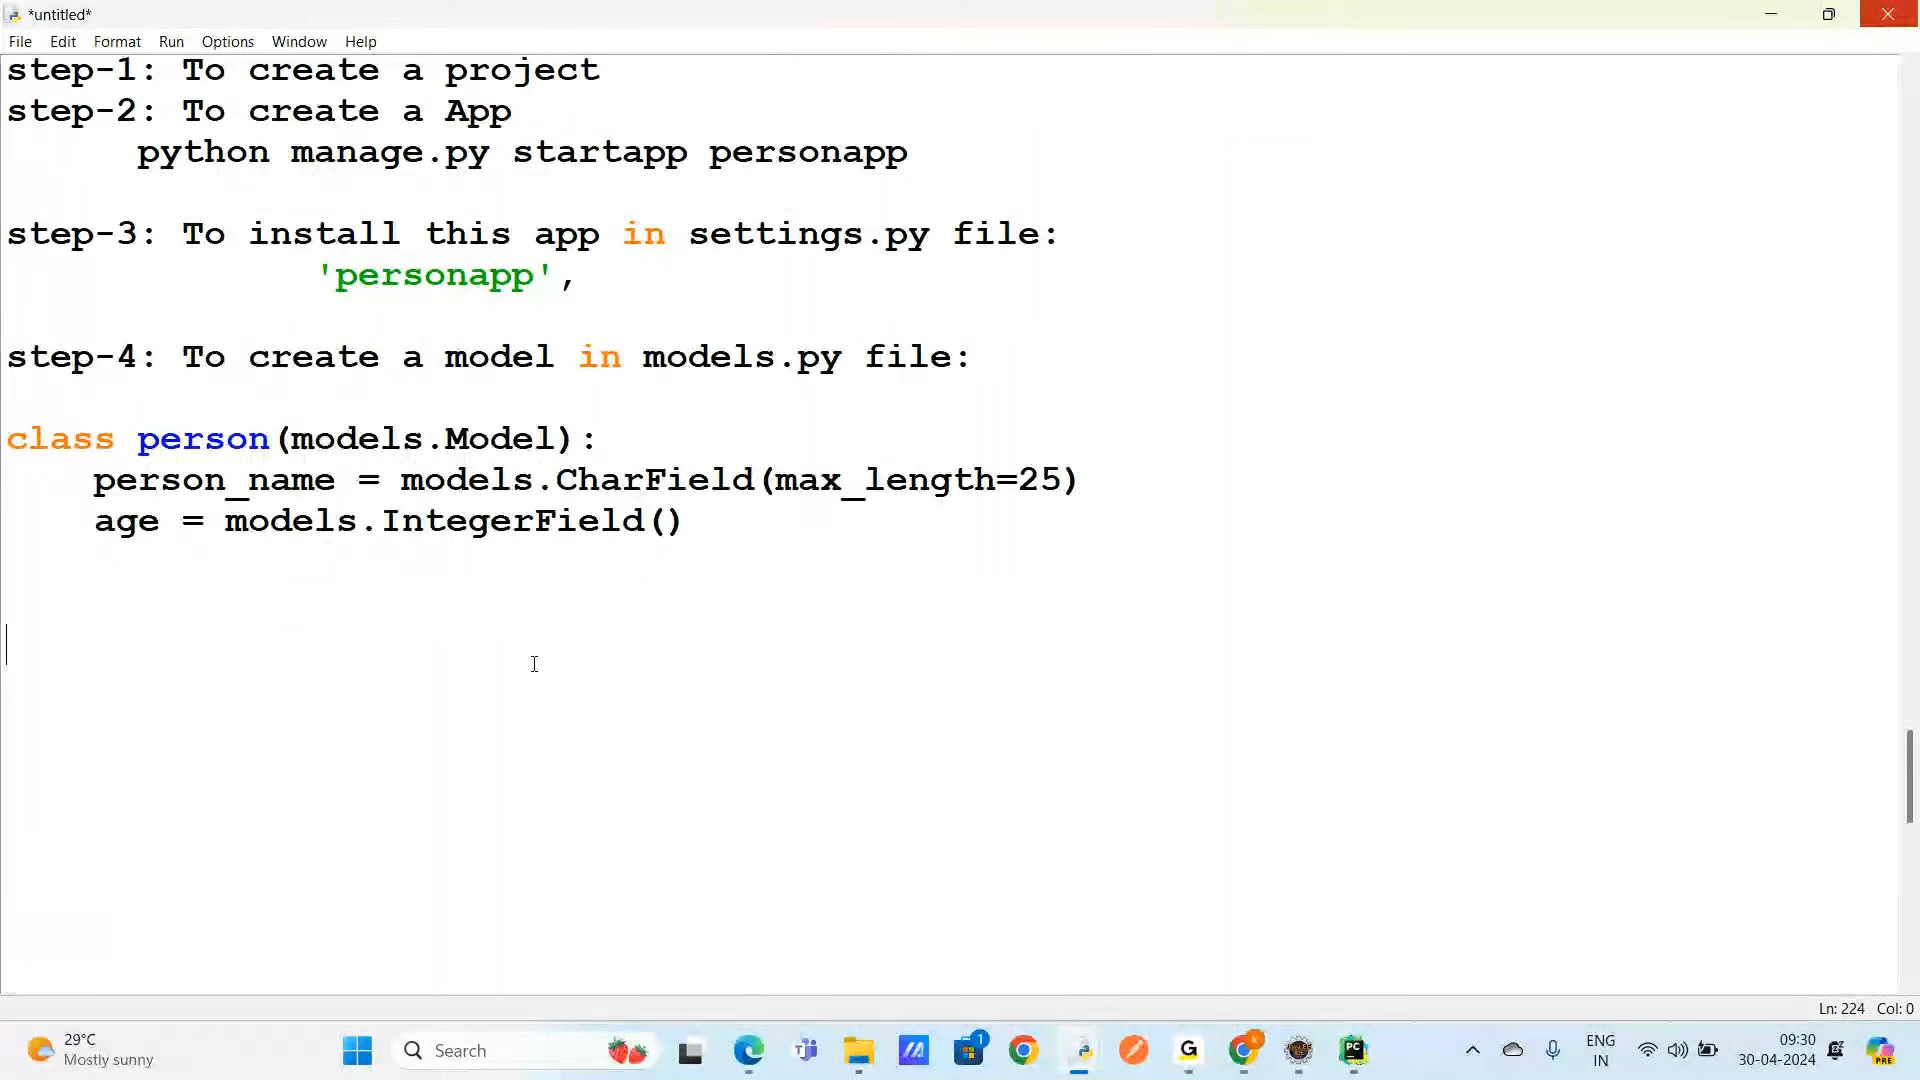 *untitled*
File Edit Format Run Options Window Help
step-1: To create a project
step-2: To create a App
python manage.py startapp personapp
step-3: To install this app in settings.py file:
'personapp',
step-4: To create a model in models.py file:
class person(models.Model):
person_name = models.CharField(max_length=25)
age = models.IntegerField()
Ln: 224 Col: 0
29°C
Mostly sunny
Search
1
G
k
PC
ENG
IN
09:30
30-04-2024
PRE